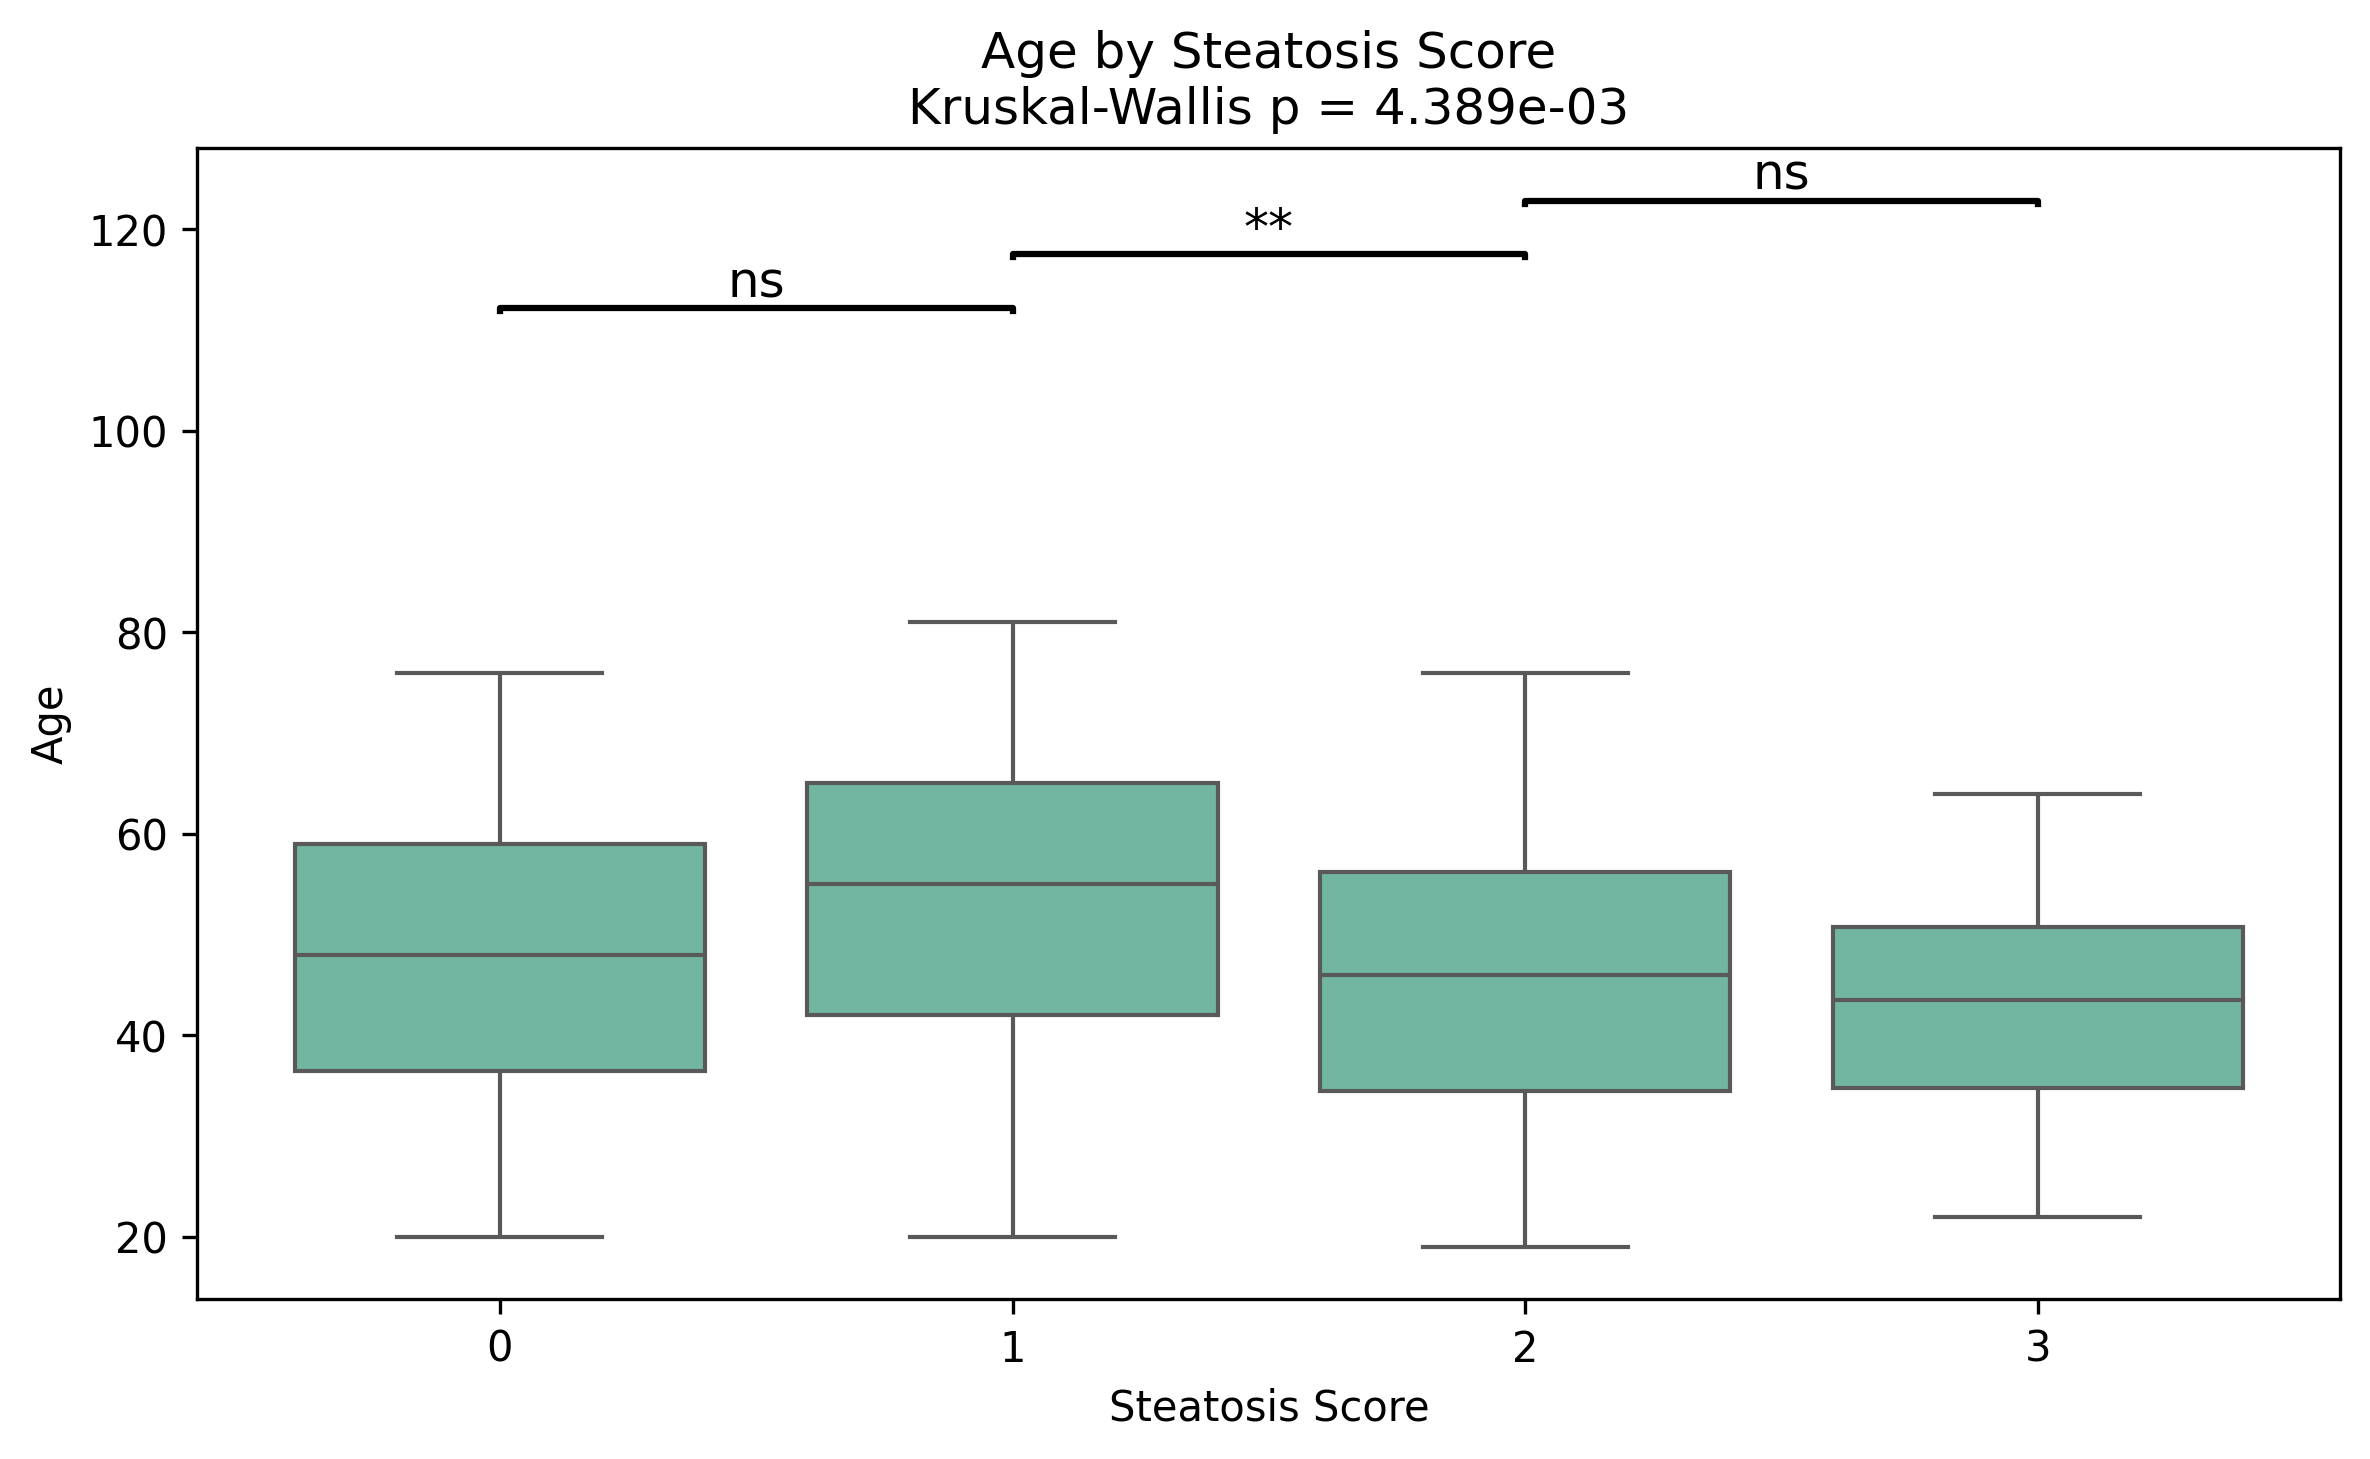 Age by Steatosis Score
Kruskal-Wallis p = 4.389e-03
ns
**
ns
120
100
80
60
40
20
Age
0 1 2 3
Steatosis Score